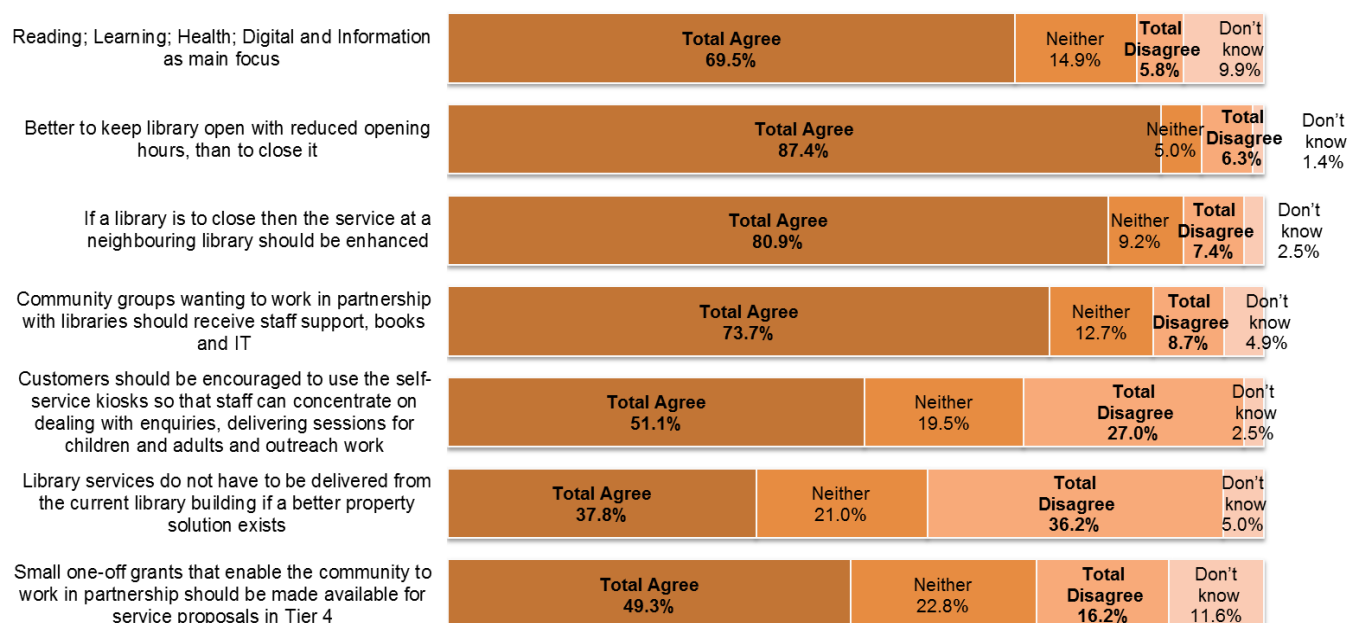 Reading; Learning; Health; Digital and Information
as main focus
Total Agree
69.5%
Neither
14.9%
Total
Disagree
5.8%
Don't
know
9.9%
Better to keep library open with reduced opening
hours, than to close it
Total Agree
87.4%
Neither
5.0%
Total
Disagree
6.3%
Don't
know
1.4%
If a library is to close then the service at a
neighbouring library should be enhanced
Total Agree
80.9%
Neither
9.2%
Total
Disagree
7.4%
Don't
know
2.5%
Community groups wanting to work in partnership
with libraries should receive staff support, books
and IT
Total Agree
73.7%
Neither
12.7%
Total
Disagree
8.7%
Don't
know
4.9%
Customers should be encouraged to use the self-
service kiosks so that staff can concentrate on
dealing with enquiries, delivering sessions for
children and adults and outreach work
Total Agree
51.1%
Neither
19.5%
Total
Disagree
27.0%
Don't
know
2.5%
Library services do not have to be delivered from
the current library building if a better property
solution exists
Total Agree
37.8%
Neither
21.0%
Total
Disagree
36.2%
Don't
know
5.0%
Small one-off grants that enable the community to
work in partnership should be made available for
service proposals in Tier 4
Total Agree
49.3%
Neither
22.8%
Total
Disagree
16.2%
Don't
know
11.6%